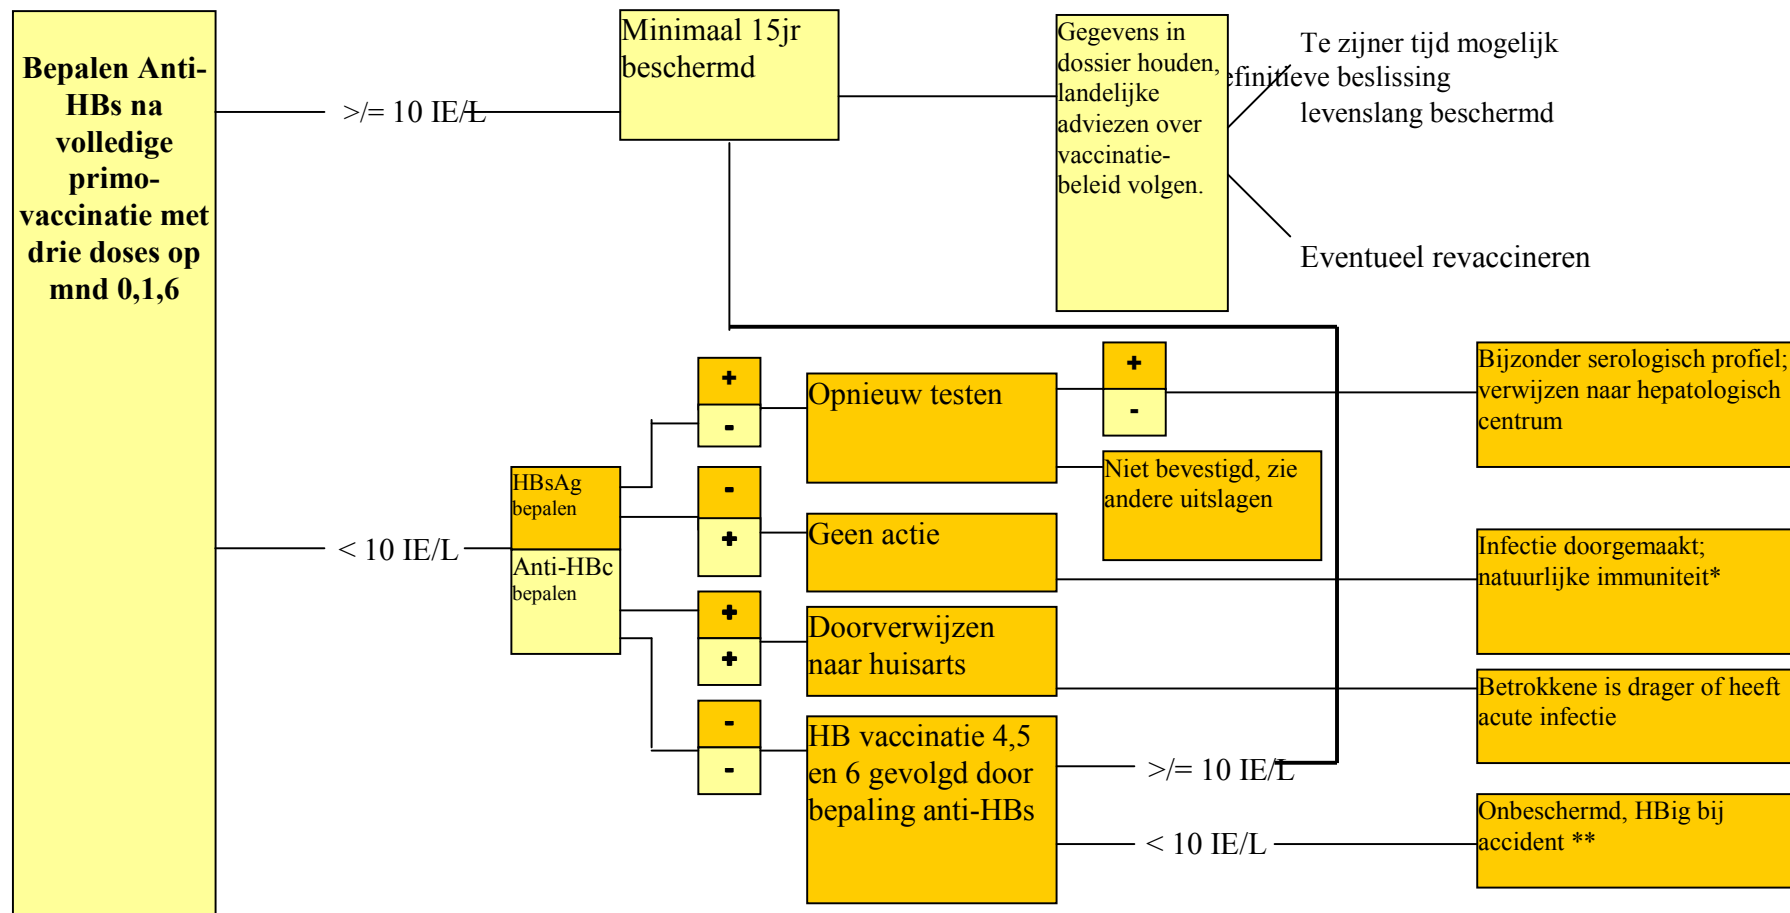 Bepalen Anti-
HBs na
volledige
primo-
vaccinatie met
drie doses op
mnd 0,1,6
>/= 10 IE/L
Minimaal 15jr
beschermd
Gegevens in
dossier houden,
landelijke
adviezen over
vaccinatie-
beleid volgen.
Te zijner tijd mogelijk
efinitieve beslissing
levenslang beschermd
Eventueel revaccineren
< 10 IE/L
HBsAg
bepalen
Anti-HBc
bepalen
+
-
Opnieuw testen
+
-
Bijzonder serologisch profiel;
verwijzen naar hepatologisch
centrum
Niet bevestigd, zie
andere uitslagen
-
+
Geen actie
Infectie doorgemaakt;
natuurlijke immuniteit*
+
+
Doorverwijzen
naar huisarts
Betrokkene is drager of heeft
acute infectie
-
-
HB vaccinatie 4,5
en 6 gevolgd door
bepaling anti-HBs
>/= 10 IE/L
< 10 IE/L
Onbeschermd, HBig bij
accident **